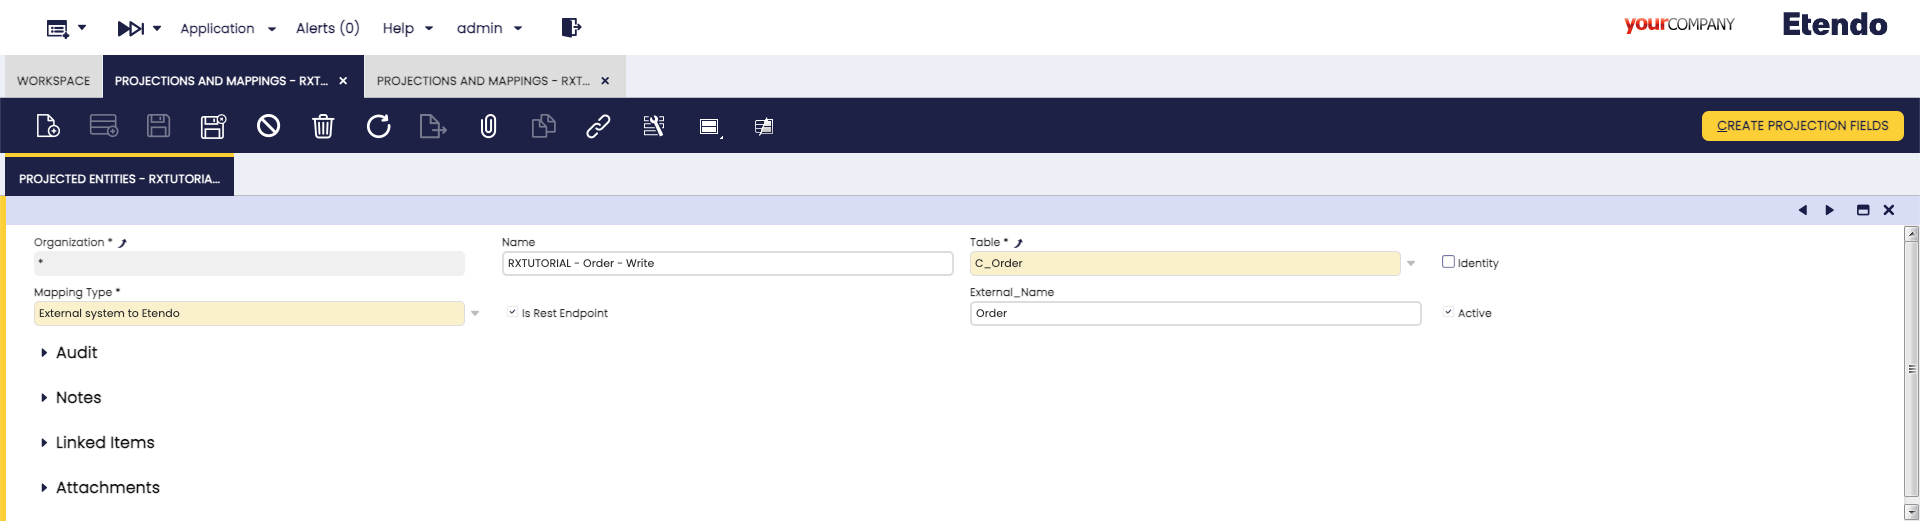 Application Alerts (0) Help admin yourCOMPANY Etendo
WORKSPACE PROJECTIONS AND MAPPINGS - RXT... PROJECTIONS AND MAPPINGS - RXT...
CREATE PROJECTION FIELDS
PROJECTED ENTITIES - RXTUTORIA...
Organization * Name Table *
* RXTUTORIAL - Order - Write C_Order Identity
Mapping Type * External_Name
External system to Etendo Is Rest Endpoint Order Active
Audit
Notes
Linked Items
Attachments